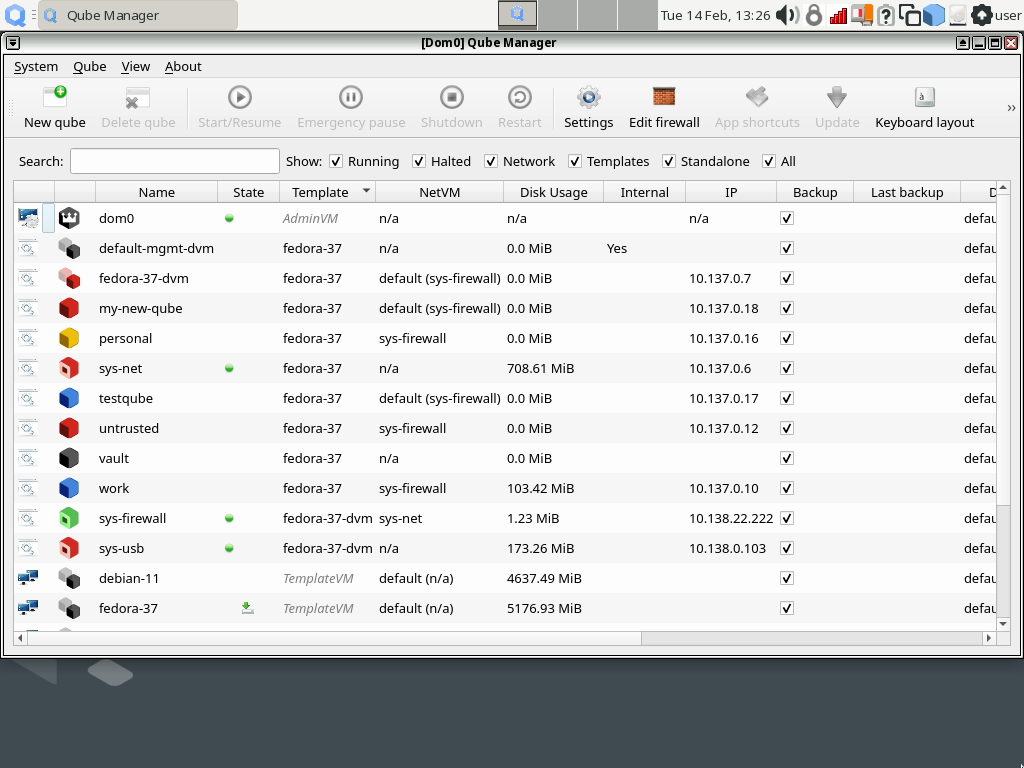 Qube Manager Tue 14 Feb, 13:26 user
[Dom0] Qube Manager
System Qube View About
New qube Delete qube Start/Resume Emergency pause Shutdown Restart Settings Edit firewall App shortcuts Update Keyboard layout »
Search: Show: Running Halted Network Templates Standalone All
Name State Template NetVM Disk Usage Internal IP Backup Last backup D
dom0 AdminVM n/a n/a n/a defau
default-mgmt-dvm fedora-37 n/a 0.0 MiB Yes defau
fedora-37-dvm fedora-37 default (sys-firewall) 0.0 MiB 10.137.0.7 defau
my-new-qube fedora-37 default (sys-firewall) 0.0 MiB 10.137.0.18 defau
personal fedora-37 sys-firewall 0.0 MiB 10.137.0.16 defau
sys-net fedora-37 n/a 708.61 MiB 10.137.0.6 defau
testqube fedora-37 default (sys-firewall) 0.0 MiB 10.137.0.17 defau
untrusted fedora-37 sys-firewall 0.0 MiB 10.137.0.12 defau
vault fedora-37 n/a 0.0 MiB defau
work fedora-37 sys-firewall 103.42 MiB 10.137.0.10 defau
sys-firewall fedora-37-dvm sys-net 1.23 MiB 10.138.22.222 defau
sys-usb fedora-37-dvm n/a 173.26 MiB 10.138.0.103 defau
debian-11 TemplateVM default (n/a) 4637.49 MiB defau
fedora-37 TemplateVM default (n/a) 5176.93 MiB defau